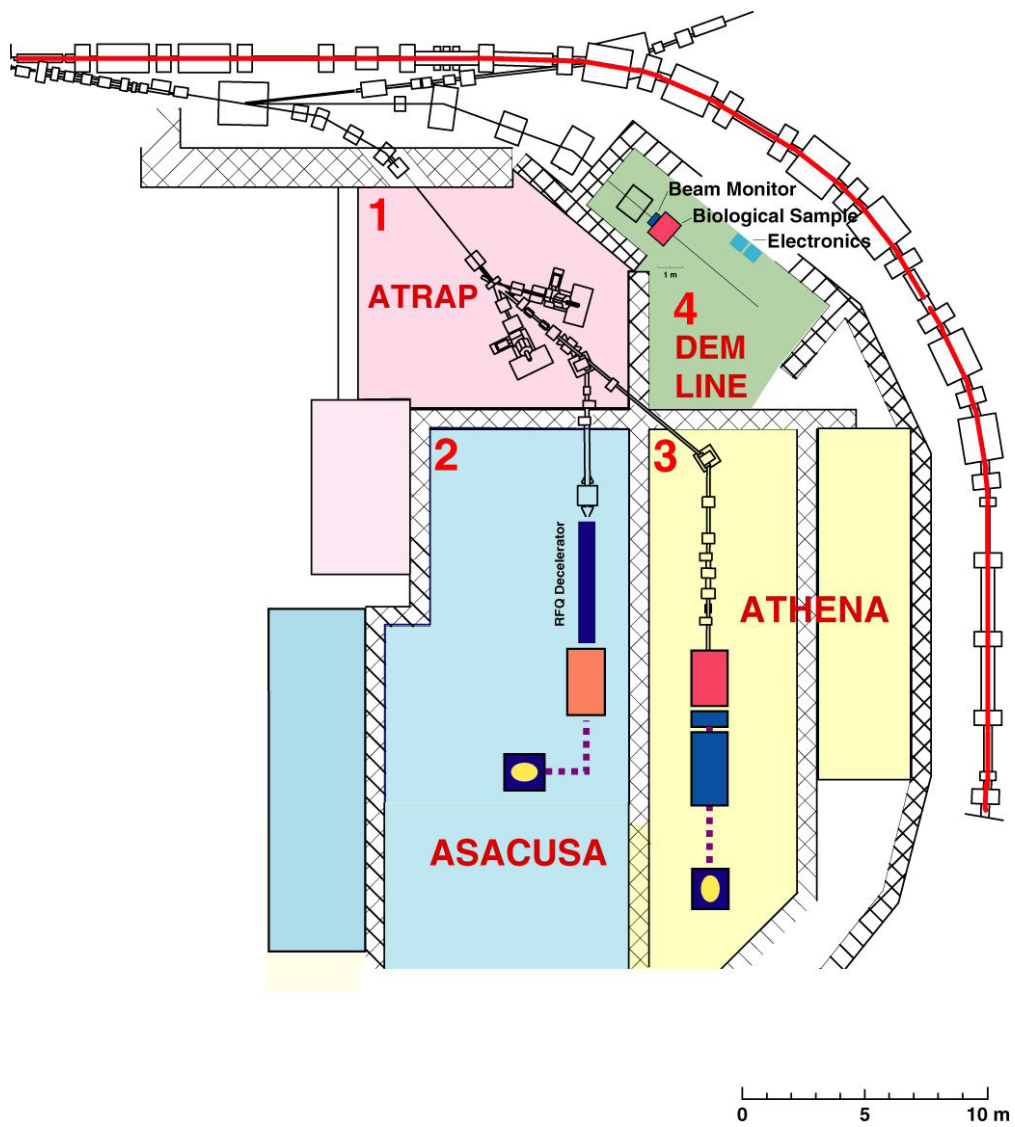 Beam Monitor
1
Biological Sample
Electronics
1 m
ATRAP
4
DEM
LINE
2
3
RFQ Decelerator
ATHENA
ASACUSA
0 5 10 m